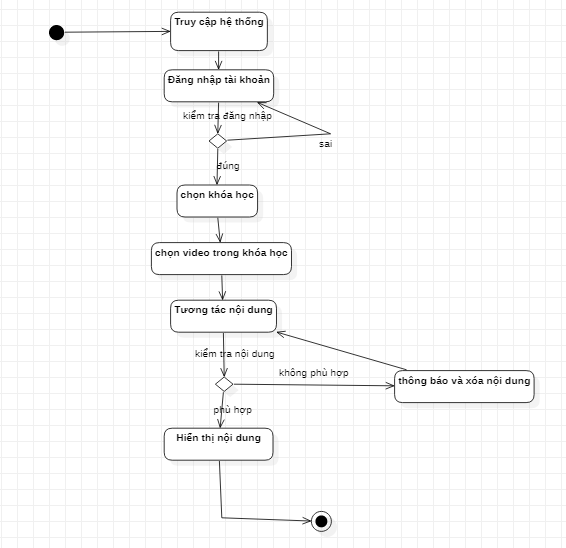 Truy cập hệ thống
Đăng nhập tài khoản
kiểm tra đăng nhập
sai
đúng
chọn khóa học
chọn video trong khóa học
Tương tác nội dung
kiểm tra nội dung
không phù hợp
thông báo và xóa nội dung
phù hợp
Hiển thị nội dung